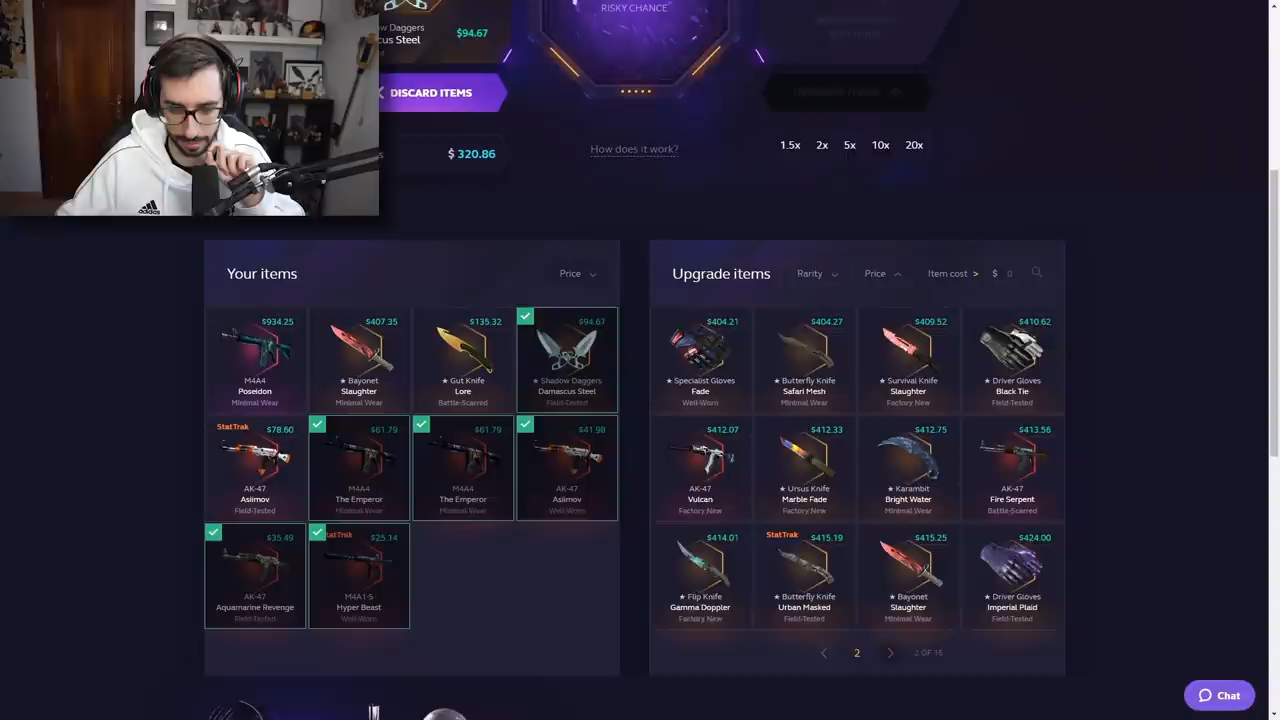 RISKY CHANCE
w Daggers
cus Steel
$94.67
DISCARD ITEMS
s
$ 320.86
How does it work?
1.5x 2x 5x 10x 20x
adidas
Your items
Price
$934.25
M4A4
Poseidon
Minimal Wear
$407.35
★ Bayonet
Slaughter
Minimal Wear
$135.32
★ Gut Knife
Lore
Battle-Scarred
$94.67
★ Shadow Daggers
Damascus Steel
Field-Tested
StatTrak $78.60
AK-47
Asiimov
Field-Tested
$61.79
M4A4
The Emperor
Minimal Wear
$61.79
M4A4
The Emperor
Minimal Wear
$41.98
AK-47
Asiimov
Well-Worn
$35.49
AK-47
Aquamarine Revenge
Field-Tested
tatTrak $25.14
M4A1-S
Hyper Beast
Well-Worn
Upgrade items
Rarity
Price
Item cost > $ 0
$404.21
★ Specialist Gloves
Fade
Well-Worn
$404.27
★ Butterfly Knife
Safari Mesh
Minimal Wear
$409.52
★ Survival Knife
Slaughter
Factory New
$410.62
★ Driver Gloves
Black Tie
Field-Tested
$412.07
AK-47
Vulcan
Factory New
$412.33
★ Ursus Knife
Marble Fade
Factory New
$412.75
★ Karambit
Bright Water
Minimal Wear
$413.56
AK-47
Fire Serpent
Battle-Scarred
$414.01
★ Flip Knife
Gamma Doppler
Factory New
StatTrak $415.19
★ Butterfly Knife
Urban Masked
Field-Tested
$415.25
★ Bayonet
Slaughter
Minimal Wear
$424.00
★ Driver Gloves
Imperial Plaid
Field-Tested
2
2 OF 15
Chat